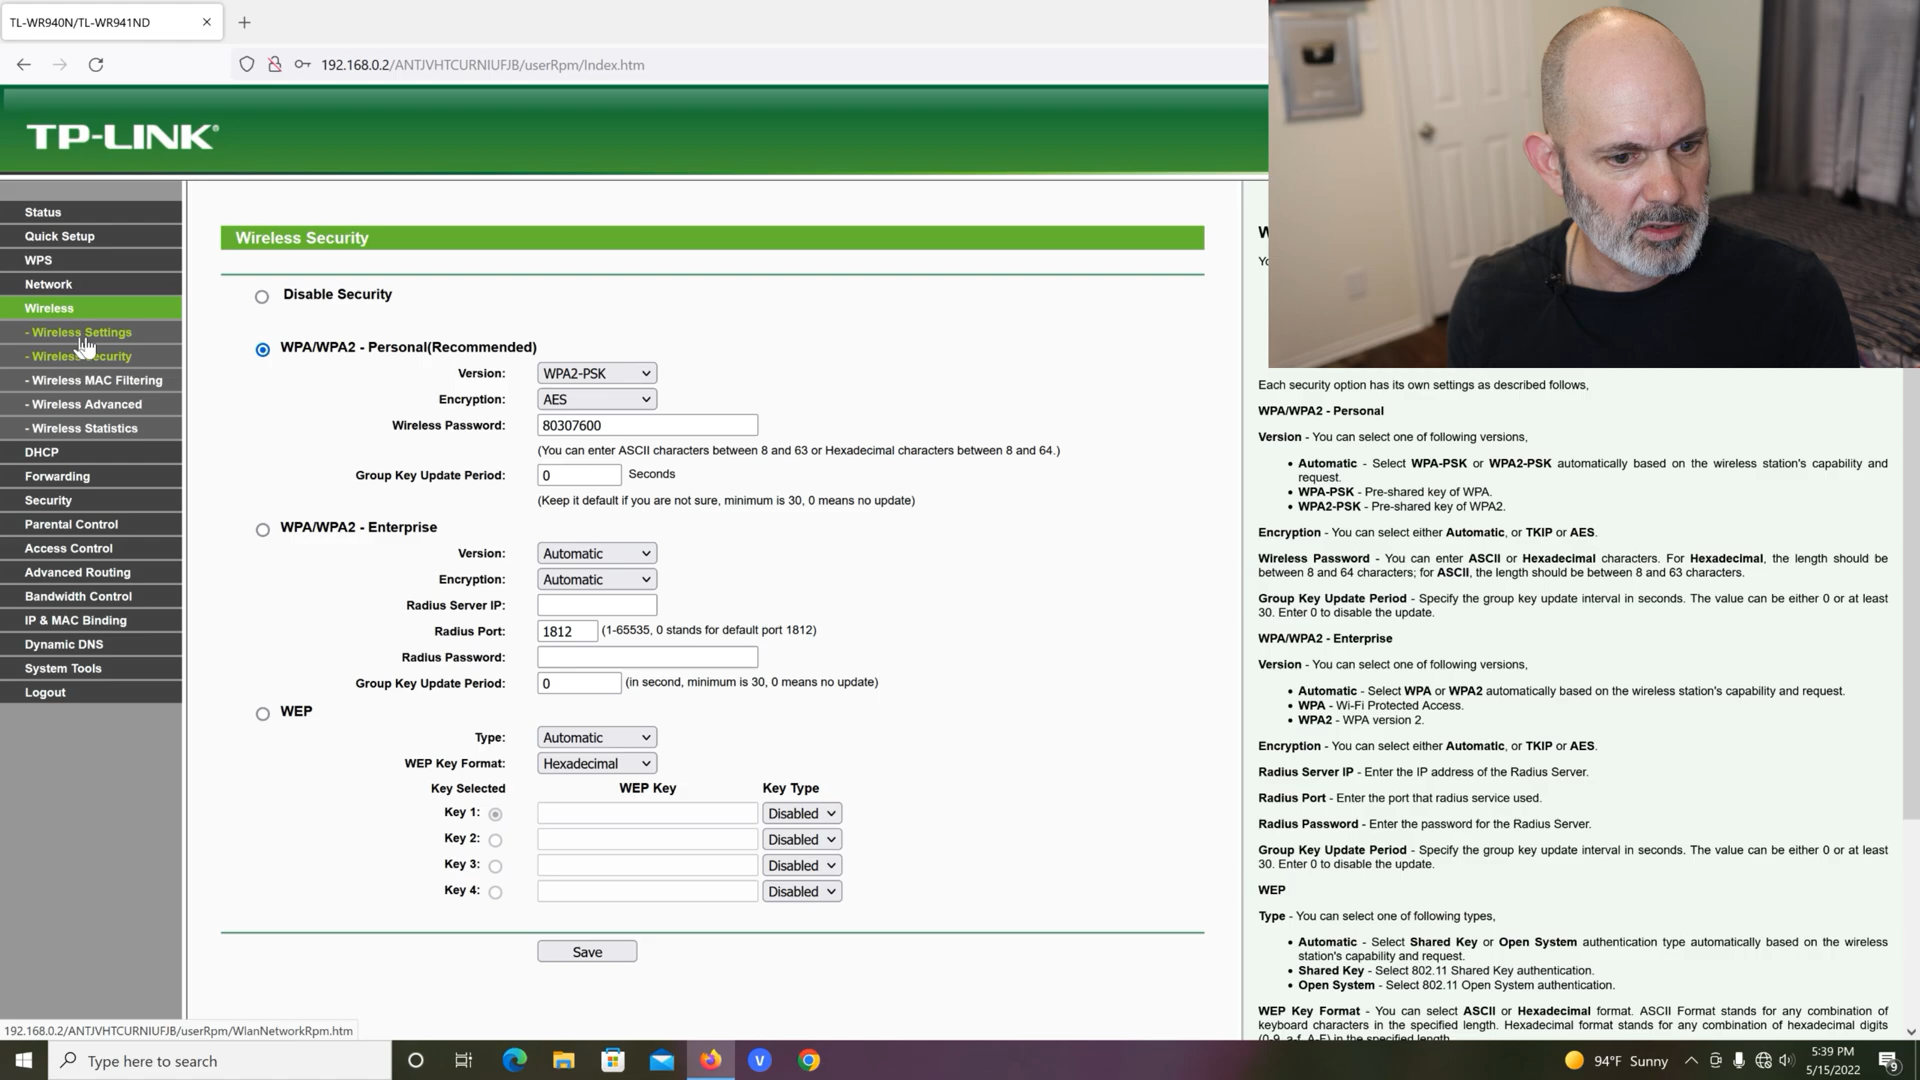 TL-WR940N/TL-WR941ND
192.168.0.2/ANTJVHTCURNIUFJB/userRpm/Index.htm
TP-LINK®
Status
Quick Setup
WPS
Network
Wireless
- Wireless Settings
- Wireless Security
- Wireless MAC Filtering
- Wireless Advanced
- Wireless Statistics
DHCP
Forwarding
Security
Parental Control
Access Control
Advanced Routing
Bandwidth Control
IP & MAC Binding
Dynamic DNS
System Tools
Logout
Wireless Security
Disable Security
WPA/WPA2 - Personal(Recommended)
Version: WPA2-PSK
Encryption: AES
Wireless Password: 80307600
(You can enter ASCII characters between 8 and 63 or Hexadecimal characters between 8 and 64.)
Group Key Update Period: 0 Seconds
(Keep it default if you are not sure, minimum is 30, 0 means no update)
WPA/WPA2 - Enterprise
Version: Automatic
Encryption: Automatic
Radius Server IP:
Radius Port: 1812 (1-65535, 0 stands for default port 1812)
Radius Password:
Group Key Update Period: 0 (in second, minimum is 30, 0 means no update)
WEP
Type: Automatic
WEP Key Format: Hexadecimal
Key Selected WEP Key Key Type
Key 1: Disabled
Key 2: Disabled
Key 3: Disabled
Key 4: Disabled
Save
Each security option has its own settings as described follows,
WPA/WPA2 - Personal
Version - You can select one of following versions,
• Automatic - Select WPA-PSK or WPA2-PSK automatically based on the wireless station's capability and
request.
• WPA-PSK - Pre-shared key of WPA.
• WPA2-PSK - Pre-shared key of WPA2.
Encryption - You can select either Automatic, or TKIP or AES.
Wireless Password - You can enter ASCII or Hexadecimal characters. For Hexadecimal, the length should be
between 8 and 64 characters; for ASCII, the length should be between 8 and 63 characters.
Group Key Update Period - Specify the group key update interval in seconds. The value can be either 0 or at least
30. Enter 0 to disable the update.
WPA/WPA2 - Enterprise
Version - You can select one of following versions,
• Automatic - Select WPA or WPA2 automatically based on the wireless station's capability and request.
• WPA - Wi-Fi Protected Access.
• WPA2 - WPA version 2.
Encryption - You can select either Automatic, or TKIP or AES.
Radius Server IP - Enter the IP address of the Radius Server.
Radius Port - Enter the port that radius service used.
Radius Password - Enter the password for the Radius Server.
Group Key Update Period - Specify the group key update interval in seconds. The value can be either 0 or at least
30. Enter 0 to disable the update.
WEP
Type - You can select one of following types,
• Automatic - Select Shared Key or Open System authentication type automatically based on the wireless
station's capability and request.
• Shared Key - Select 802.11 Shared Key authentication.
• Open System - Select 802.11 Open System authentication.
WEP Key Format - You can select ASCII or Hexadecimal format. ASCII Format stands for any combination of
keyboard characters in the specified length. Hexadecimal format stands for any combination of hexadecimal digits
(0-9, a-f, A-F) in the specified length.
192.168.0.2/ANTJVHTCURNIUFJB/userRpm/WlanNetworkRpm.htm
Type here to search
V
94°F Sunny
5:39 PM
5/15/2022
9